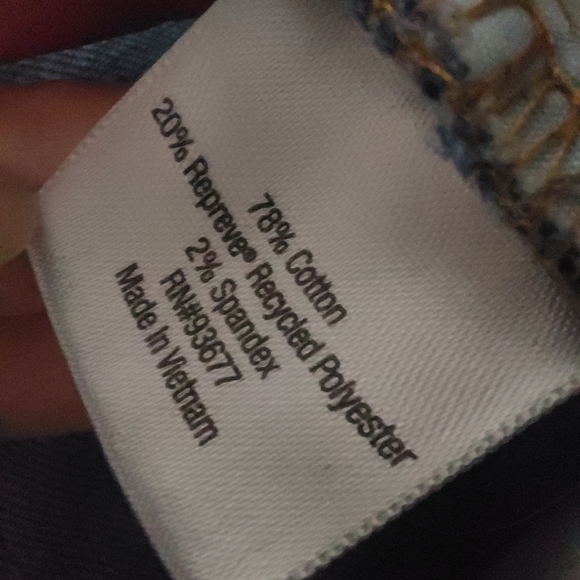 78% Cotton
20% Repreve® Recycled Polyester
2% Spandex
RN#93677
Made In Vietnam